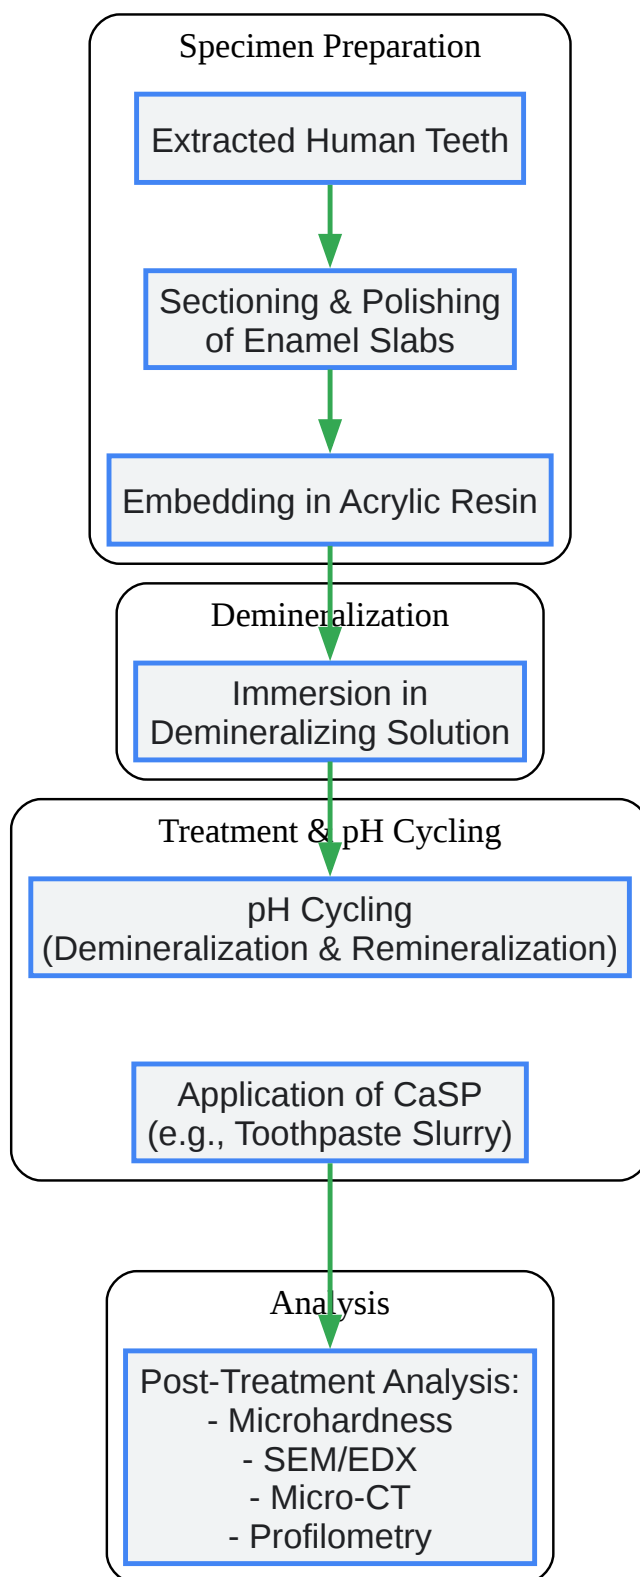 Specimen Preparation
Extracted Human Teeth
Sectioning & Polishing
of Enamel Slabs
Embedding in Acrylic Resin
Demineralization
Immersion in
Demineralizing Solution
Treatment & pH Cycling
pH Cycling
(Demineralization & Remineralization)
Application of CaSP
(e.g., Toothpaste Slurry)
Analysis
Post-Treatment Analysis:
- Microhardness
- SEM/EDX
- Micro-CT
- Profilometry